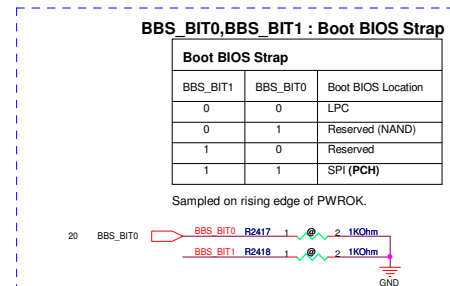 BBS_BIT0,BBS_BIT1 : Boot BIOS Strap
Boot BIOS Strap
BBS_BIT1 BBS_BIT0 Boot BIOS Location
0 0 LPC
0 1 Reserved (NAND)
1 0 Reserved
1 1 SPI (PCH)
Sampled on rising edge of PWROK.
20 BBS_BIT0 BBS_BIT0 R2417 1 @ 2 1KOhm
BBS_BIT1 R2418 1 @ 2 1KOhm
GND